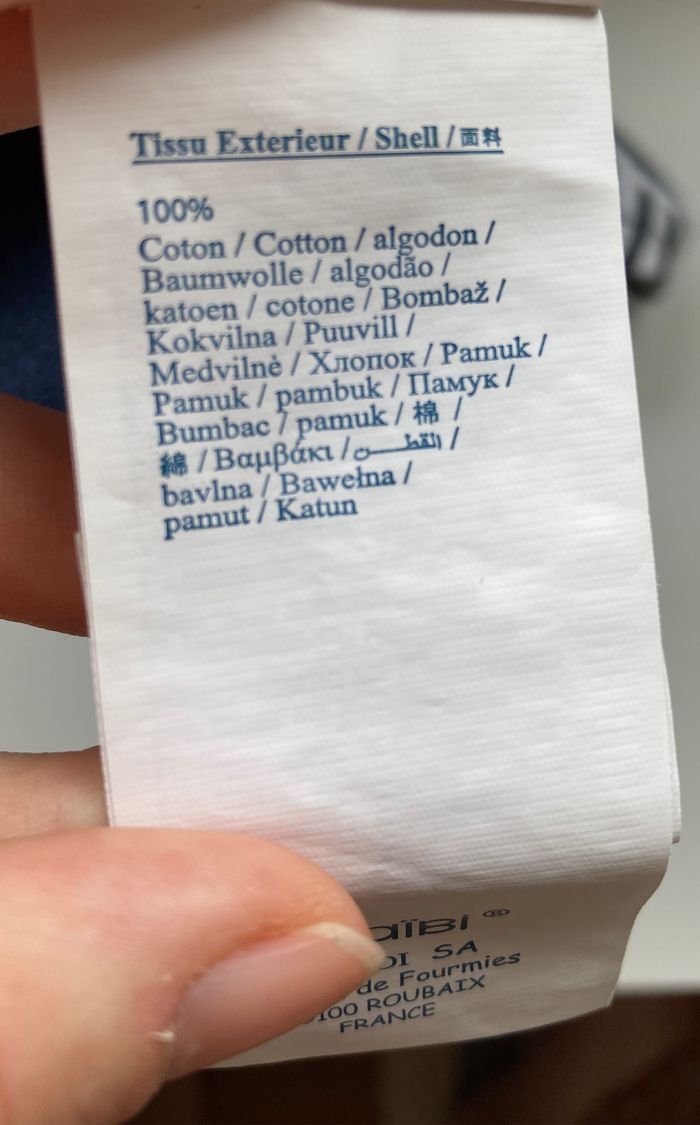 Tissu Exterieur / Shell / 面料
100%
Coton / Cotton / algodon /
Baumwolle / algodão /
katoen / cotone / Bombaž /
Kokvilna / Puuvill /
Medvilnė / Хлопок / Pamuk /
Pamuk / pambuk / Памук /
Bumbac / pamuk / 棉 /
綿 / Βαμβάκι / القطــــن /
bavlna / Bawełna /
pamut / Katun
SA
de Fourmies
ROUBAIX
FRANCE